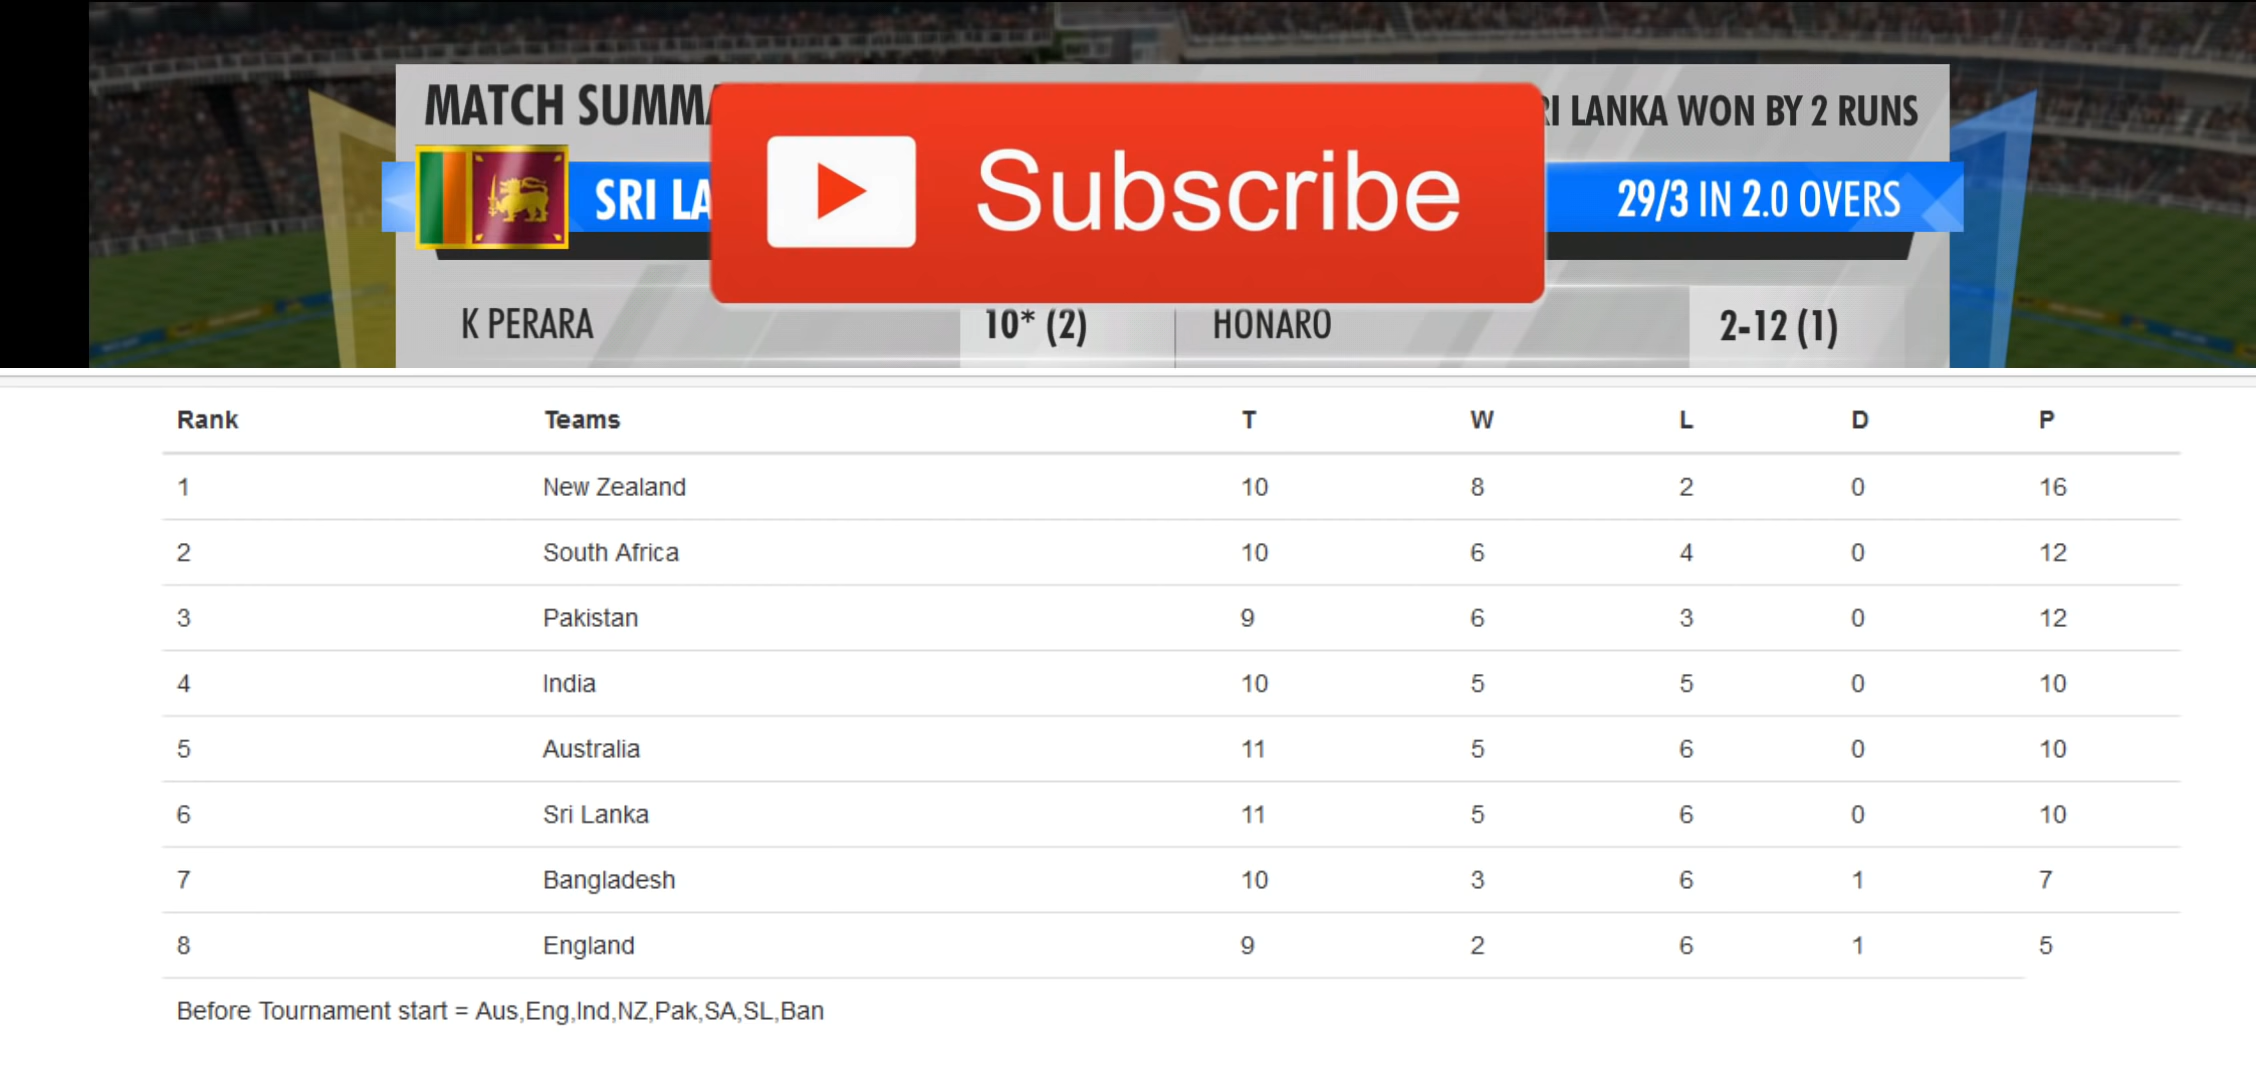 MATCH SUMMA
RI LANKA WON BY 2 RUNS
Subscribe
SRI LA
29/3 IN 2.0 OVERS
K PERARA 10* (2) HONARO 2-12 (1)
Rank Teams T W L D P
1 New Zealand 10 8 2 0 16
2 South Africa 10 6 4 0 12
3 Pakistan 9 6 3 0 12
4 India 10 5 5 0 10
5 Australia 11 5 6 0 10
6 Sri Lanka 11 5 6 0 10
7 Bangladesh 10 3 6 1 7
8 England 9 2 6 1 5
Before Tournament start = Aus,Eng,Ind,NZ,Pak,SA,SL,Ban